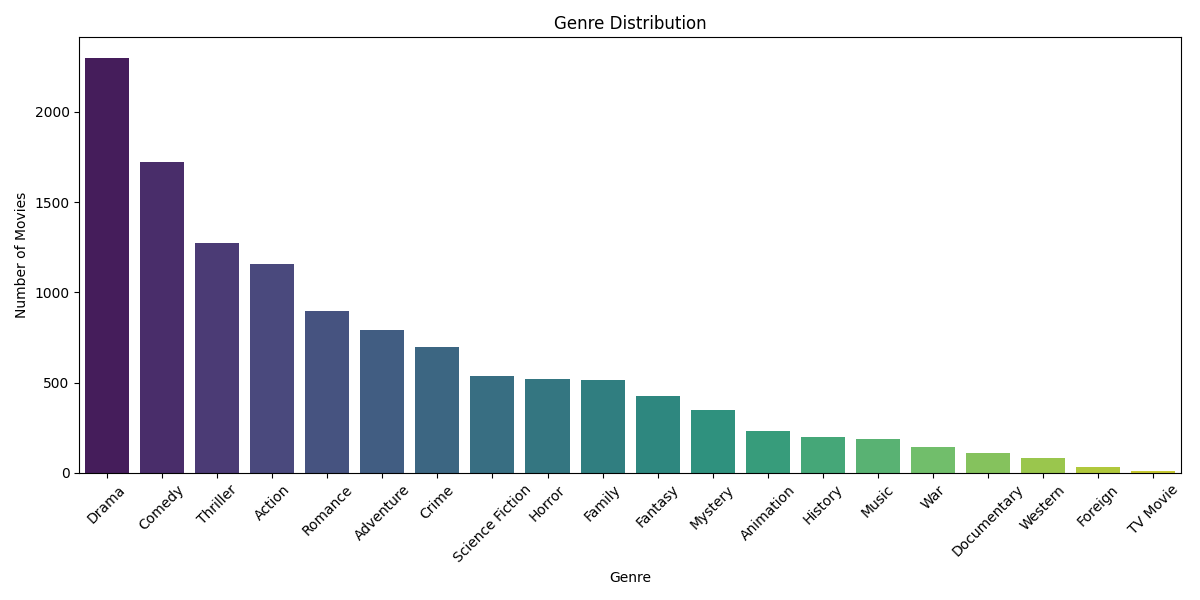 Genre Distribution
Number of Movies
2000
1500
1000
500
0
Drama
Comedy
Thriller
Action
Romance
Adventure
Crime
Science Fiction
Horror
Family
Fantasy
Mystery
Animation
History
Music
War
Documentary
Western
Foreign
TV Movie
Genre